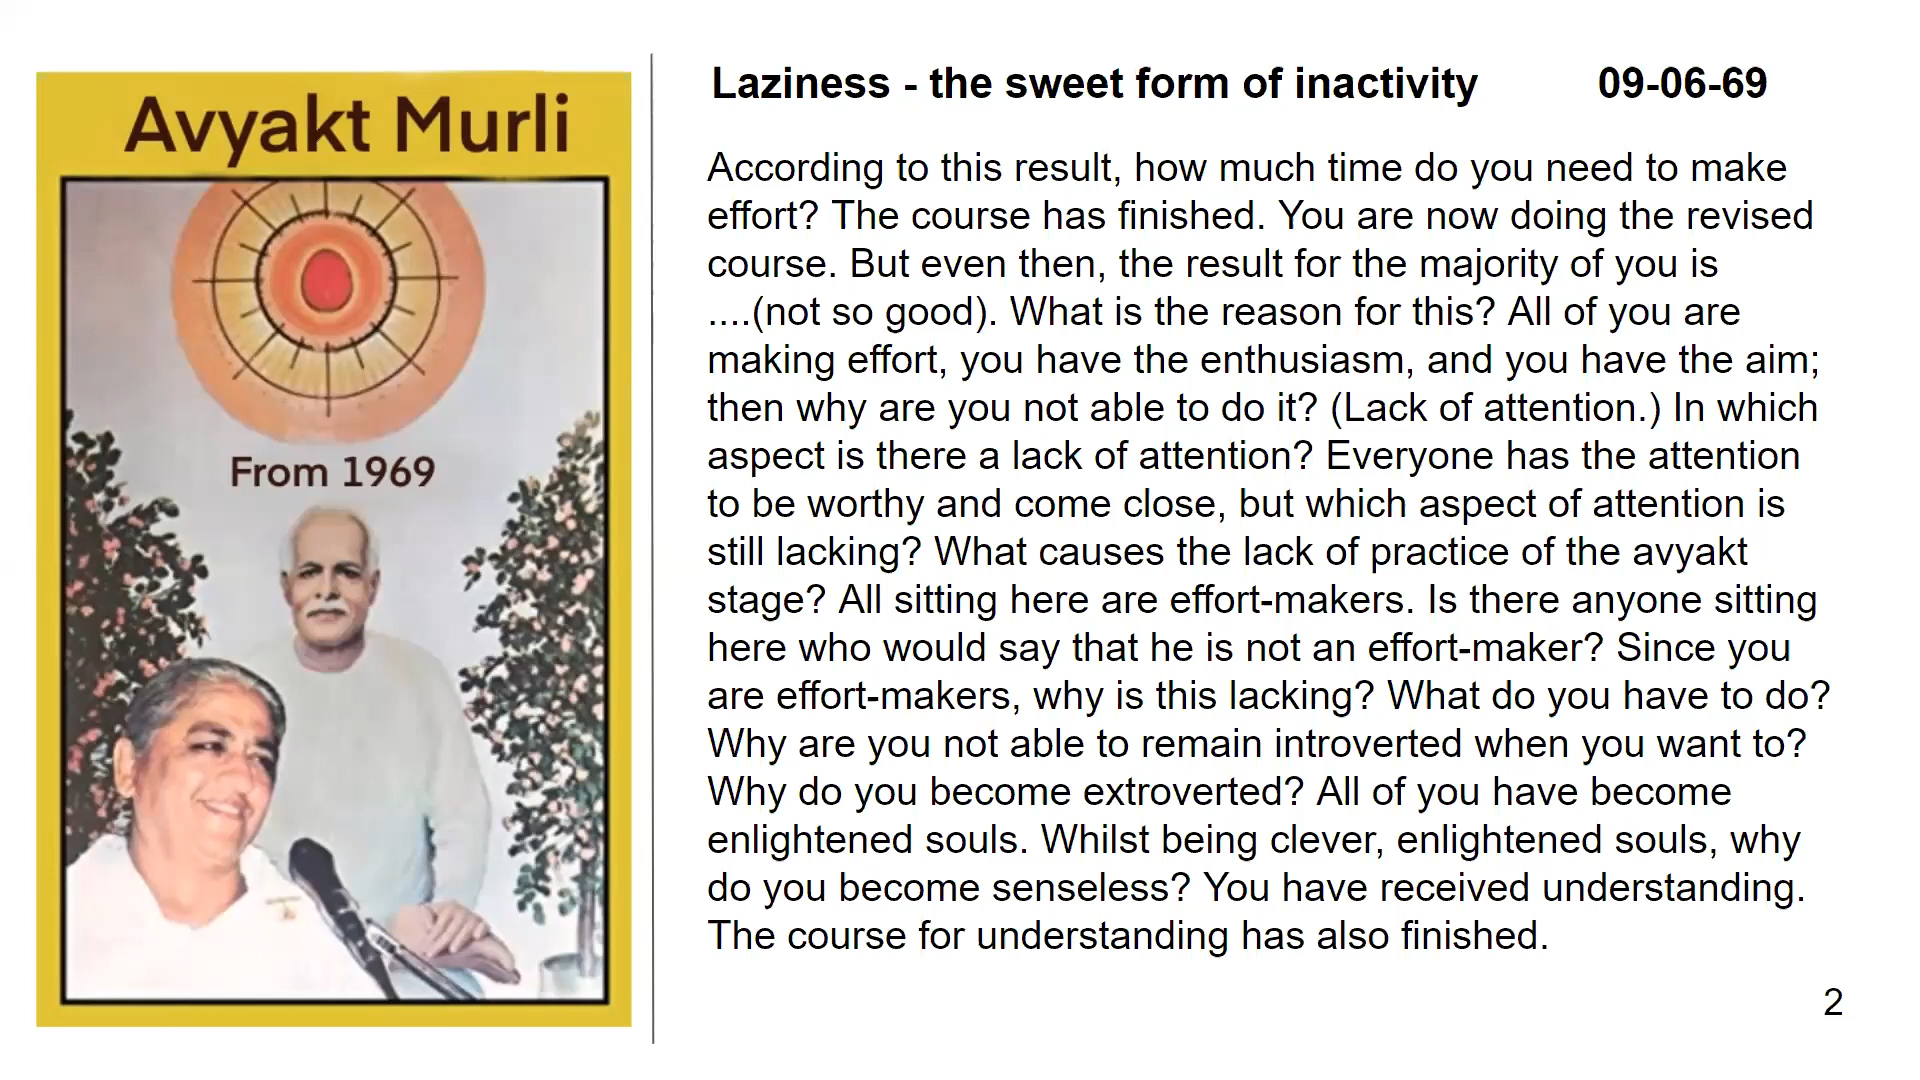 Avyakt Murli
From 1969
Laziness - the sweet form of inactivity 09-06-69
According to this result, how much time do you need to make
effort? The course has finished. You are now doing the revised
course. But even then, the result for the majority of you is
....(not so good). What is the reason for this? All of you are
making effort, you have the enthusiasm, and you have the aim;
then why are you not able to do it? (Lack of attention.) In which
aspect is there a lack of attention? Everyone has the attention
to be worthy and come close, but which aspect of attention is
still lacking? What causes the lack of practice of the avyakt
stage? All sitting here are effort-makers. Is there anyone sitting
here who would say that he is not an effort-maker? Since you
are effort-makers, why is this lacking? What do you have to do?
Why are you not able to remain introverted when you want to?
Why do you become extroverted? All of you have become
enlightened souls. Whilst being clever, enlightened souls, why
do you become senseless? You have received understanding.
The course for understanding has also finished.
2